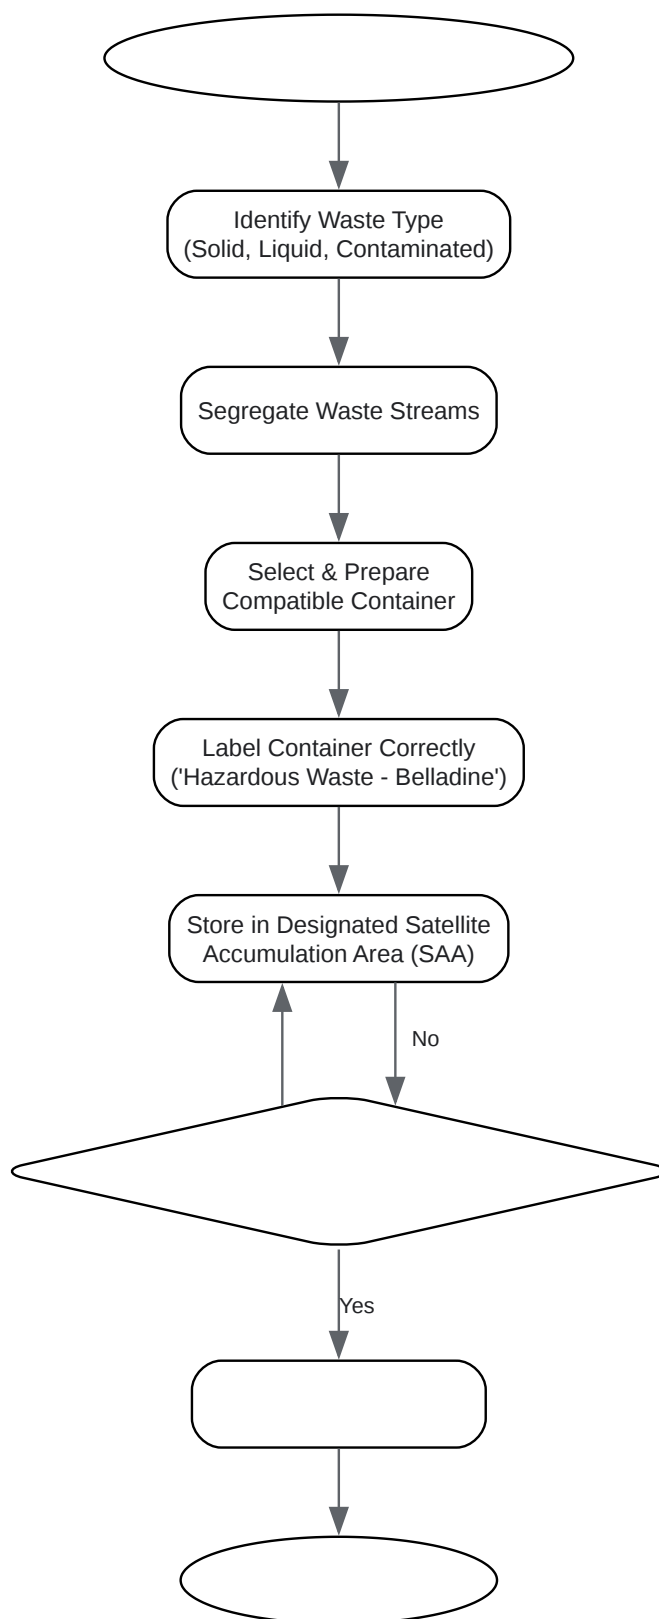 Identify Waste Type
(Solid, Liquid, Contaminated)
Segregate Waste Streams
Select & Prepare
Compatible Container
Label Container Correctly
('Hazardous Waste - Belladine')
Store in Designated Satellite
Accumulation Area (SAA)
No
Yes